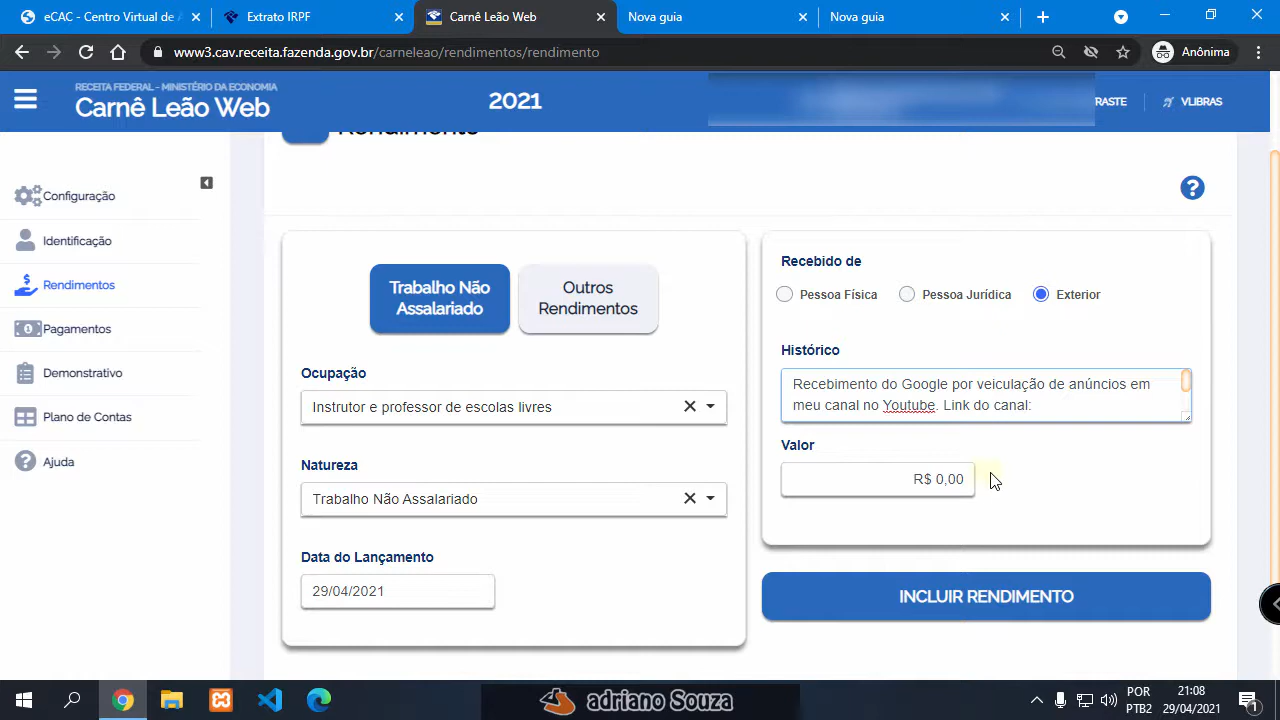 eCAC - Centro Virtual de
Extrato IRPF
Carnê Leão Web
Nova guia
Nova guia
www3.cav.receita.fazenda.gov.br/carneleao/rendimentos/rendimento
Anônima
RECEITA FEDERAL - MINISTÉRIO DA ECONOMIA
Carnê Leão Web
2021
RASTE
VLIBRAS
Rendimento
Configuração
Identificação
Rendimentos
Pagamentos
Demonstrativo
Plano de Contas
Ajuda
Trabalho Não
Assalariado
Outros
Rendimentos
Ocupação
Instrutor e professor de escolas livres
Natureza
Trabalho Não Assalariado
Data do Lançamento
29/04/2021
Recebido de
Pessoa Física
Pessoa Jurídica
Exterior
Histórico
Recebimento do Google por veiculação de anúncios em
meu canal no Youtube. Link do canal:
Valor
R$ 0,00
INCLUIR RENDIMENTO
adriano Souza
POR
PTB2
21:08
29/04/2021
1